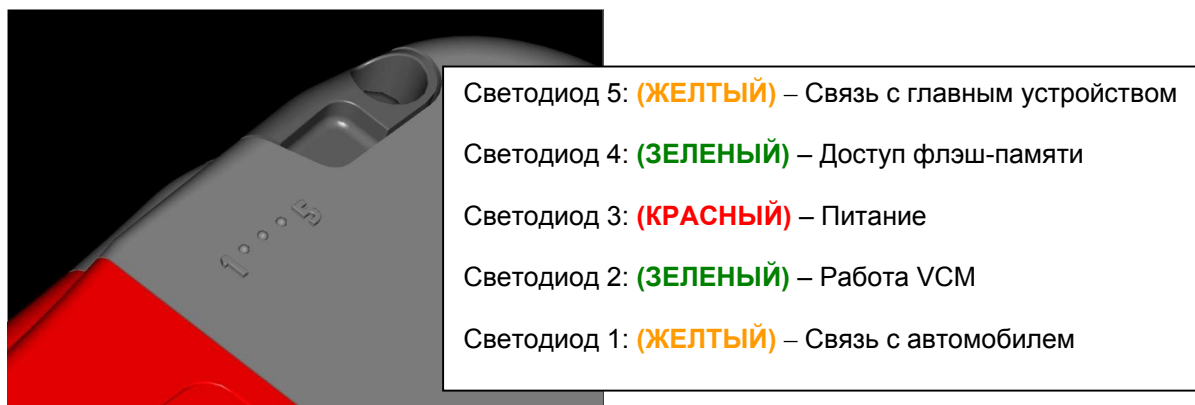 1 5
Светодиод 5: (ЖЕЛТЫЙ) – Связь с главным устройством
Светодиод 4: (ЗЕЛЕНЫЙ) – Доступ флэш-памяти
Светодиод 3: (КРАСНЫЙ) – Питание
Светодиод 2: (ЗЕЛЕНЫЙ) – Работа VCM
Светодиод 1: (ЖЕЛТЫЙ) – Связь с автомобилем